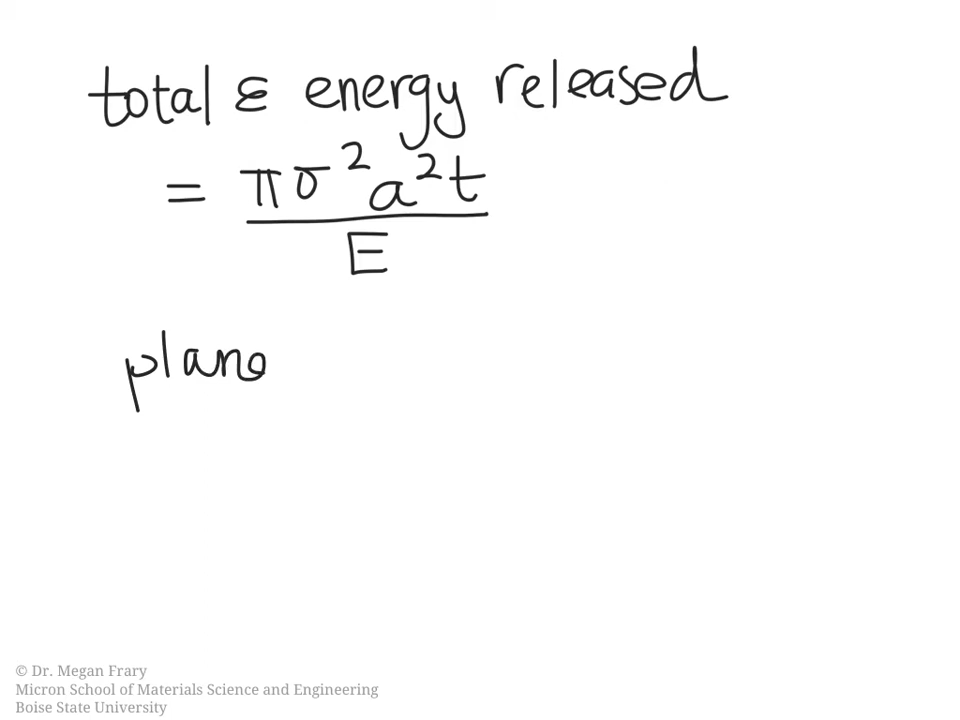 total ε energy released
= πσ²a²t
E
plane
© Dr. Megan Frary
Micron School of Materials Science and Engineering
Boise State University